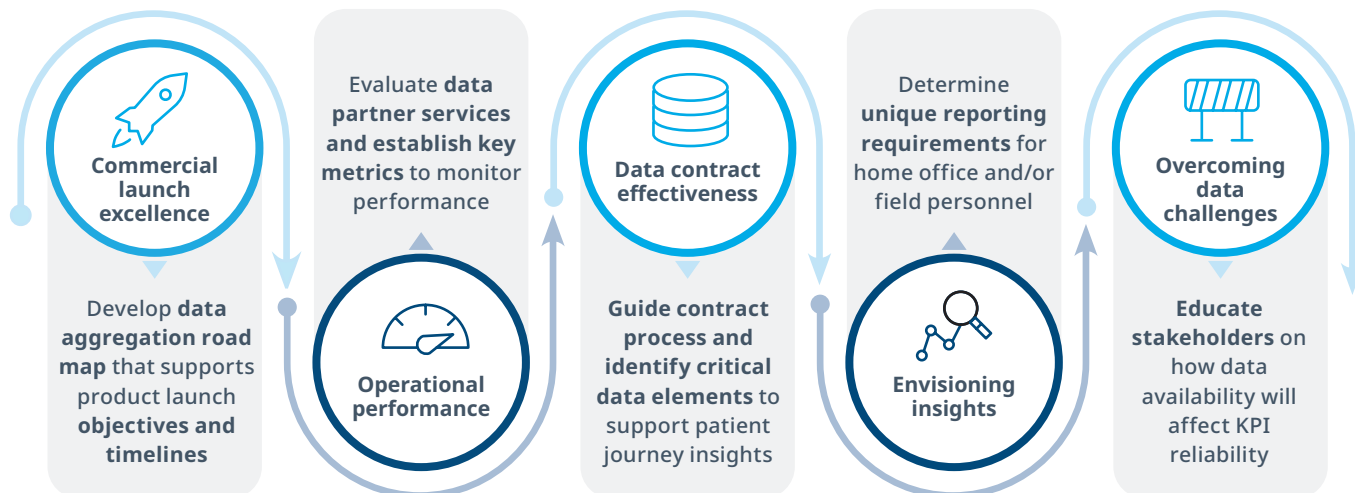 Commercial
launch
excellence
Develop data
aggregation road
map that supports
product launch
objectives and
timelines
Evaluate data
partner services
and establish key
metrics to monitor
performance
Operational
performance
Data contract
effectiveness
Guide contract
process and
identify critical
data elements to
support patient
journey insights
Determine
unique reporting
requirements for
home office and/or
field personnel
Envisioning
insights
Overcoming
data
challenges
Educate
stakeholders on
how data
availability will
affect KPI
reliability